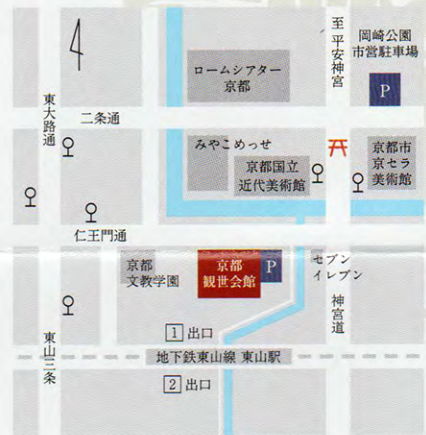 至 平安神宮
岡崎公園
市営駐車場
P
ロームシアター
京都
東大路通
二条通
みやこめっせ
京都国立
近代美術館
京都市
京セラ
美術館
仁王門通
京都
文教学園
京都
観世会館
P
セブン
イレブン
神宮道
1 出口
東山三条
地下鉄東山線 東山駅
2 出口